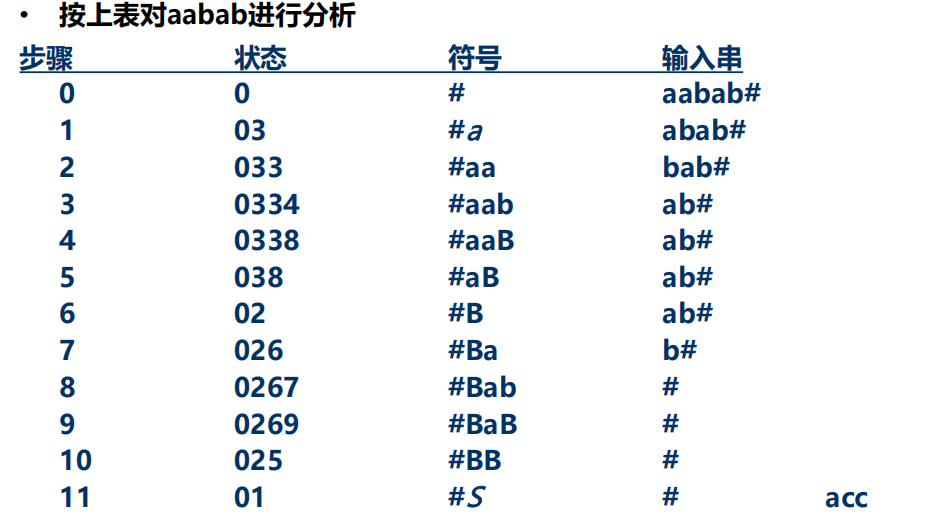 • 按上表对aabab进行分析
步骤 状态 符号 输入串
0 0 # aabab#
1 03 #a abab#
2 033 #aa bab#
3 0334 #aab ab#
4 0338 #aaB ab#
5 038 #aB ab#
6 02 #B ab#
7 026 #Ba b#
8 0267 #Bab #
9 0269 #BaB #
10 025 #BB #
11 01 #S # acc